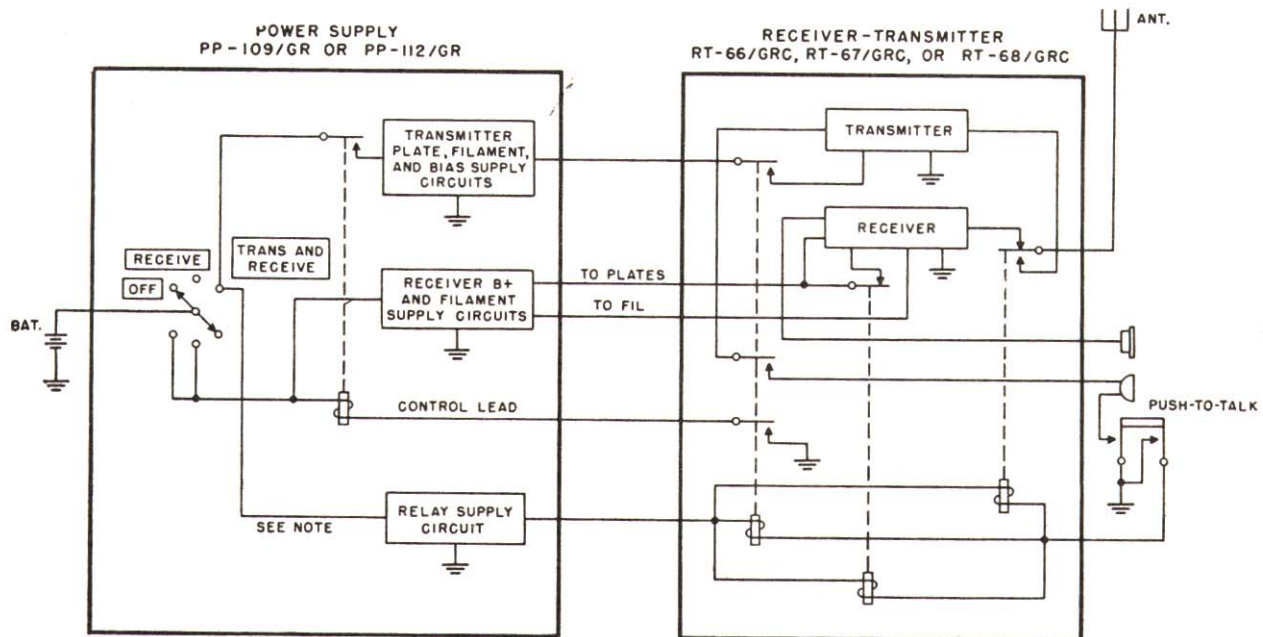 POWER SUPPLY
PP-109/GR OR PP-112/GR
RECEIVER-TRANSMITTER
RT-66/GRC, RT-67/GRC, OR RT-68/GRC
ANT.
TRANSMITTER
PLATE, FILAMENT,
AND BIAS SUPPLY
CIRCUITS
TRANSMITTER
RECEIVER
RECEIVE
OFF
TRANS AND
RECEIVE
BAT.
RECEIVER B+
AND FILAMENT
SUPPLY CIRCUITS
TO PLATES
TO FIL
CONTROL LEAD
PUSH-TO-TALK
SEE NOTE
RELAY SUPPLY
CIRCUIT